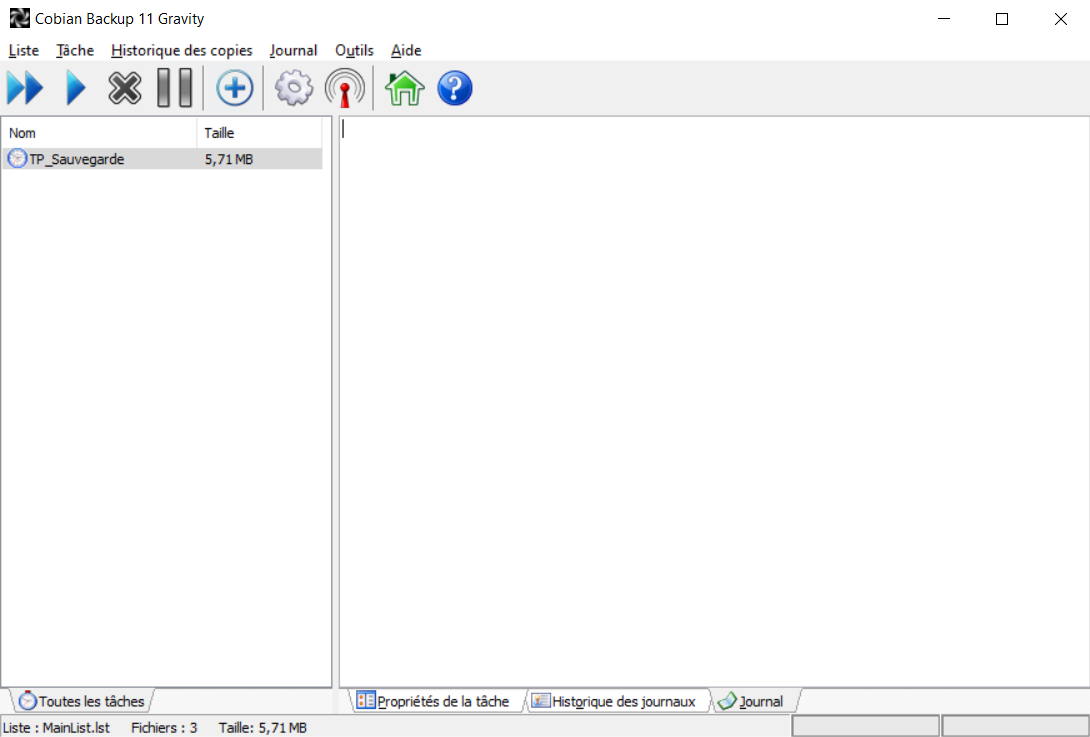 Cobian Backup 11 Gravity
Liste Tâche Historique des copies Journal Outils Aide
Nom Taille
TP_Sauvegarde 5,71 MB
Toutes les tâches Propriétés de la tâche Historique des journaux Journal
Liste : MainList.lst Fichiers : 3 Taille: 5,71 MB